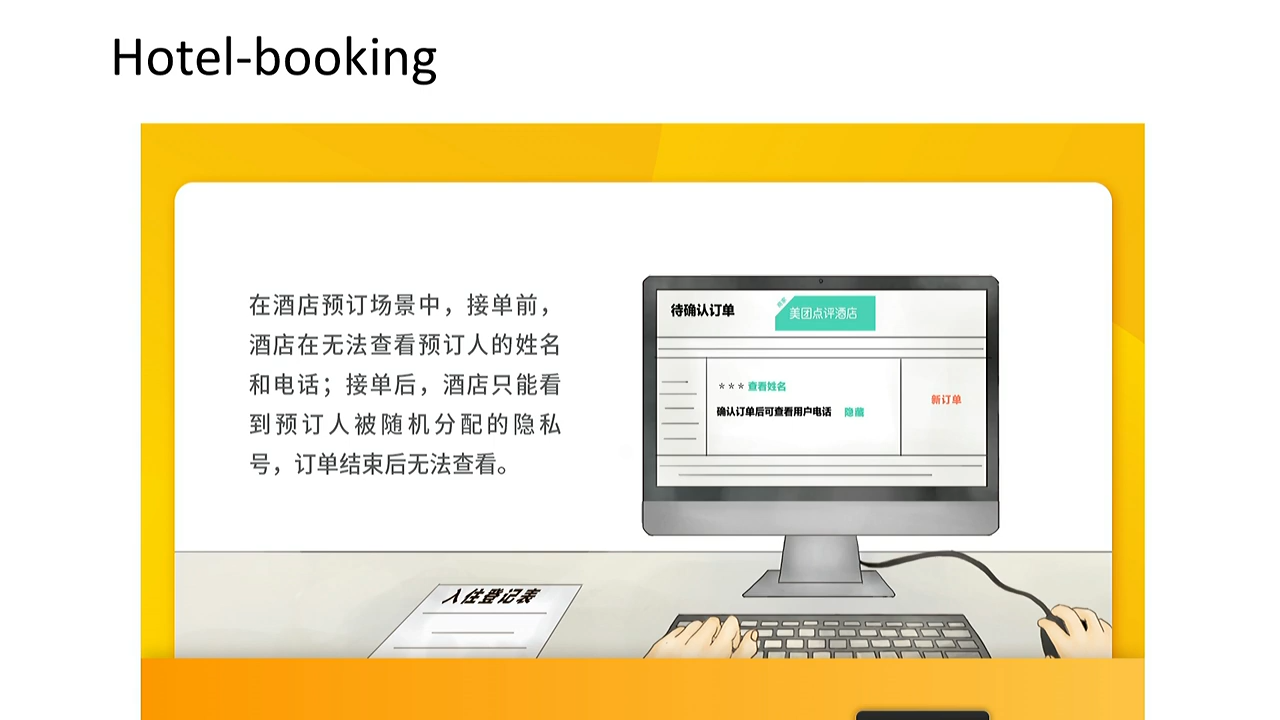 Hotel-booking
在酒店预订场景中，接单前，
酒店在无法查看预订人的姓名
和电话；接单后，酒店只能看
到预订人被随机分配的隐私
号，订单结束后无法查看。
待确认订单
美团点评酒店
***查看姓名
确认订单后可查看用户电话 隐藏
新订单
入住登记表